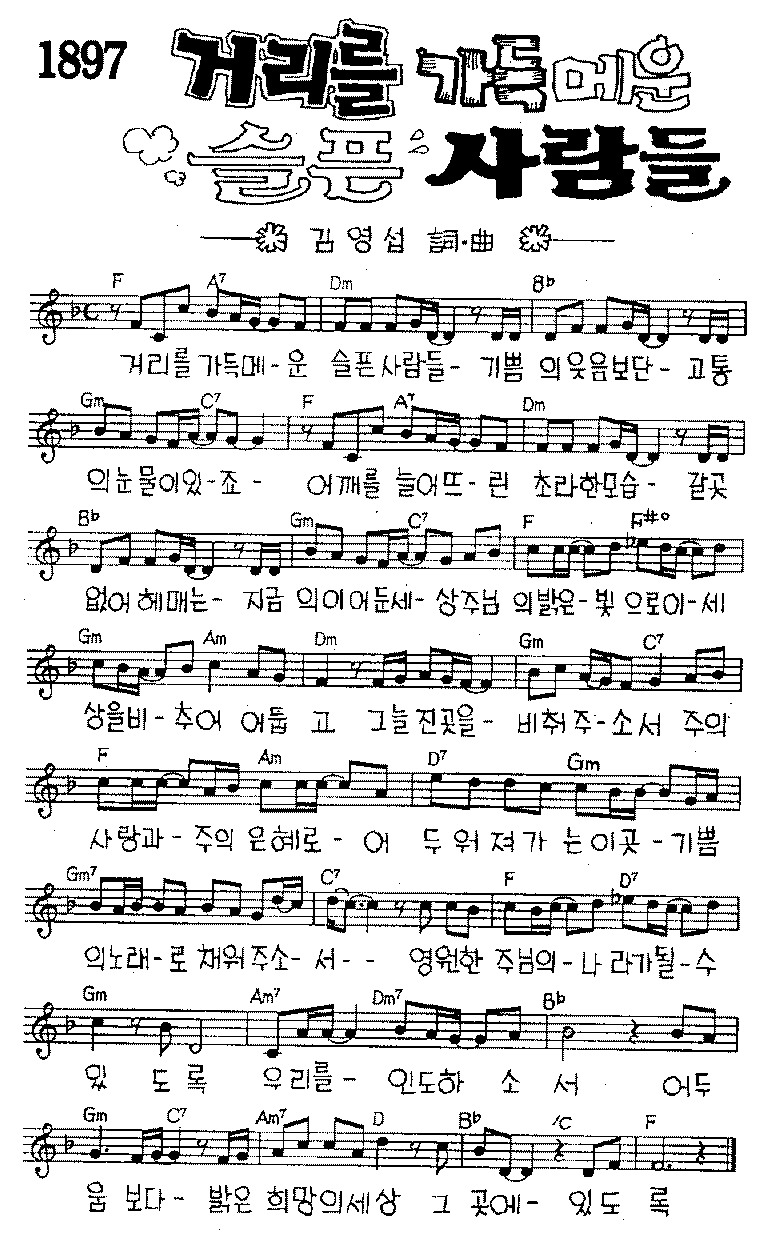 1897 거리를 가득메운
슬픈 사람들
김영섭 詞·曲
F A7 Dm Bb
거리를가득메-운 슬픈사람들- 기쁨 의웃음보단- 고통
Gm C7 F A7 Dm
의눈물이있-죠- 어깨를 늘어뜨-린 초라한모습- 갈곳
Bb Gm C7 F F#o
없어헤매는- 지금 의이어둔세-상주님 의밝은-빛 으로이-세
Gm Am Dm Gm C7
상을비-추어 어둡 고 그늘진곳을- 비춰주-소서 주의
F Am D7 Gm
사랑과-주의 은혜로-어 두 워 져 가 는이곳-기쁨
Gm7 C7 F D7
의노래-로 채워주소-서-- 영원한 주님의-나라가될-수
Gm Am7 Dm7 Bb
있 도 록 우리를- 인도하 소 서 어두
Gm C7 Am7 D Bb /C F
움 보다- 밝은 희망의세상 그 곳에- 있도 록